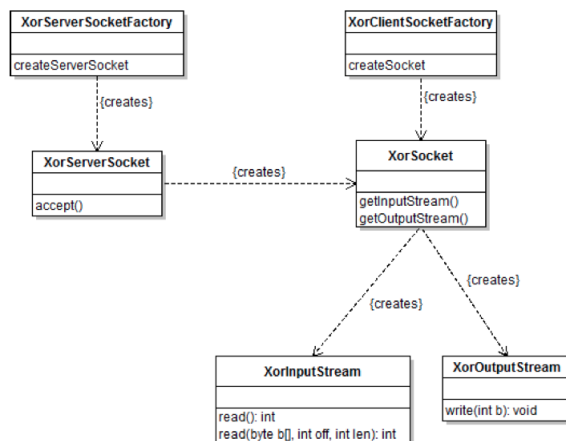 XorServerSocketFactory
createServerSocket
XorClientSocketFactory
createSocket
{creates}
{creates}
XorServerSocket
accept()
{creates}
XorSocket
getInputStream()
getOutputStream()
{creates}
{creates}
XorInputStream
read(): int
read(byte b[], int off, int len): int
XorOutputStream
write(int b): void